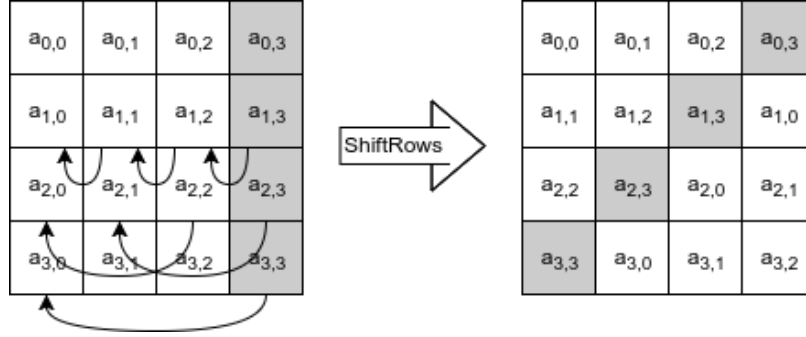 a0,0 a0,1 a0,2 a0,3 a0,0 a0,1 a0,2 a0,3
a1,0 a1,1 a1,2 a1,3 a1,1 a1,2 a1,3 a1,0
ShiftRows
a2,0 a2,1 a2,2 a2,3 a2,2 a2,3 a2,0 a2,1
a3,0 a3,1 a3,2 a3,3 a3,3 a3,0 a3,1 a3,2